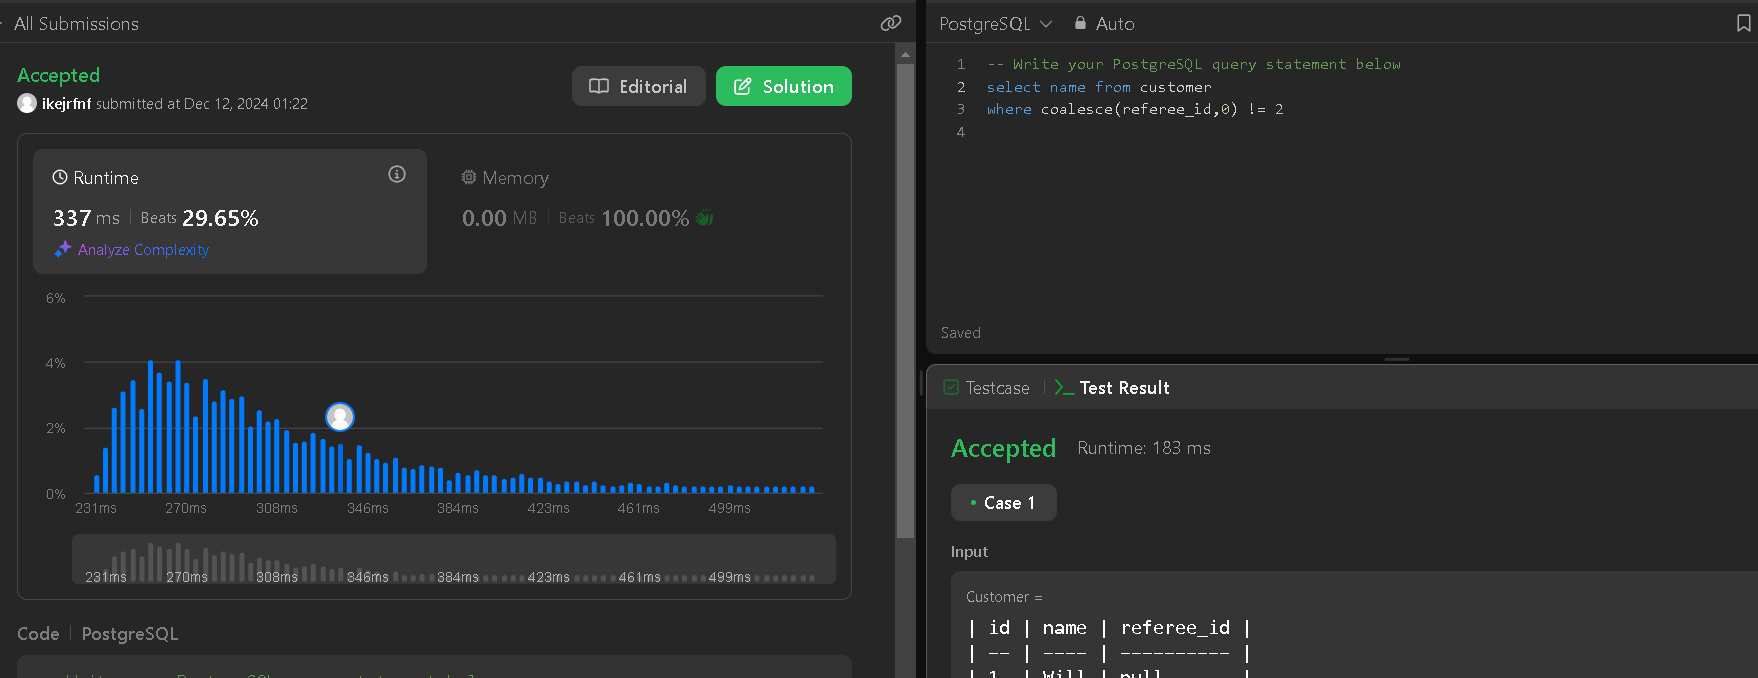 All Submissions
Accepted
ikejrfnf submitted at Dec 12, 2024 01:22
Editorial
Solution
Runtime
337 ms | Beats 29.65%
Analyze Complexity
Memory
0.00 MB | Beats 100.00%
6%
4%
2%
0%
231ms 270ms 308ms 346ms 384ms 423ms 461ms 499ms
231ms 270ms 308ms 346ms 384ms 423ms 461ms 499ms
Code | PostgreSQL
PostgreSQL Auto
1 -- Write your PostgreSQL query statement below
2 select name from customer
3 where coalesce(referee_id,0) != 2
4
Saved
Testcase | >_ Test Result
Accepted Runtime: 183 ms
• Case 1
Input
Customer =
| id | name | referee_id |
| -- | ---- | ---------- |
| 1 | Will | null |